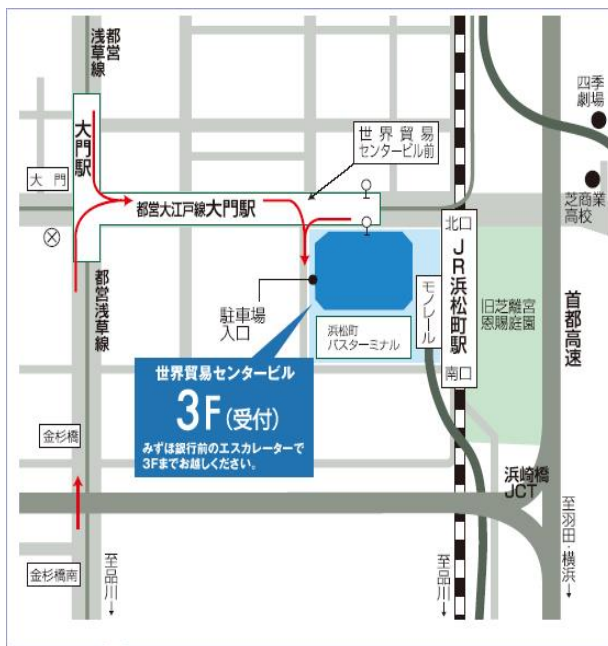 都営
浅草線
四季
劇場
大門駅
世界貿易
センタービル前
大門
都営大江戸線大門駅
芝商業
高校
北口
JR浜松町駅
南口
モノレール
都営浅草線
駐車場
入口
浜松町
バスターミナル
旧芝離宮
恩賜庭園
首都高速
世界貿易センタービル
3F(受付)
みずほ銀行前のエスカレーターで
3Fまでお越しください。
金杉橋
浜崎橋
JCT
金杉橋南
至品川→
至品川→
至羽田・横浜→